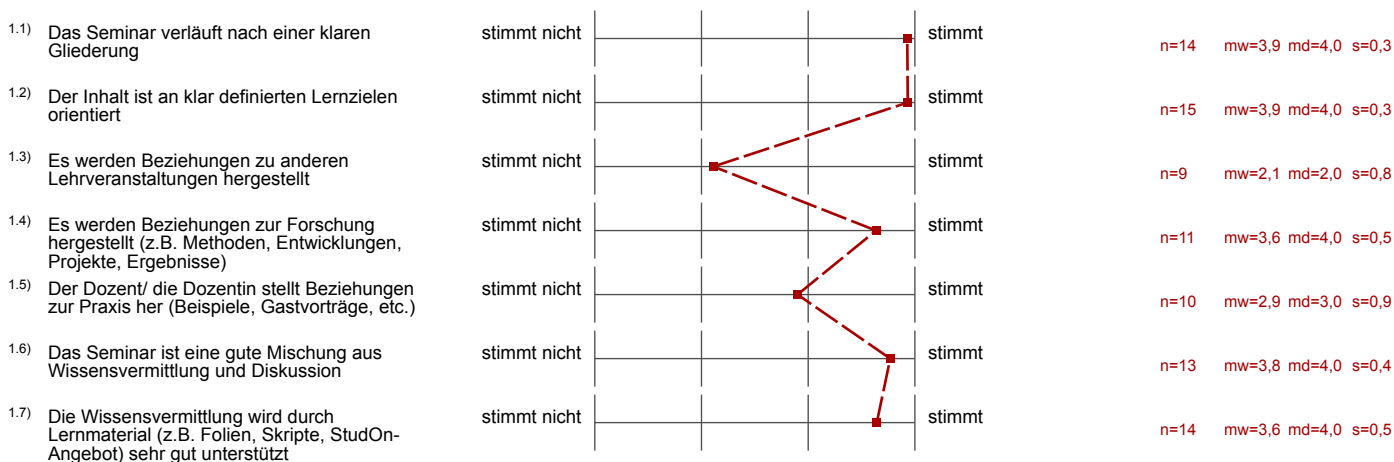 1.1) Das Seminar verläuft nach einer klaren stimmt nicht stimmt
Gliederung n=14 mw=3,9 md=4,0 s=0,3
1.2) Der Inhalt ist an klar definierten Lernzielen stimmt nicht stimmt
orientiert n=15 mw=3,9 md=4,0 s=0,3
1.3) Es werden Beziehungen zu anderen stimmt nicht stimmt
Lehrveranstaltungen hergestellt n=9 mw=2,1 md=2,0 s=0,8
1.4) Es werden Beziehungen zur Forschung stimmt nicht stimmt
hergestellt (z.B. Methoden, Entwicklungen, n=11 mw=3,6 md=4,0 s=0,5
Projekte, Ergebnisse)
1.5) Der Dozent/ die Dozentin stellt Beziehungen stimmt nicht stimmt
zur Praxis her (Beispiele, Gastvorträge, etc.) n=10 mw=2,9 md=3,0 s=0,9
1.6) Das Seminar ist eine gute Mischung aus stimmt nicht stimmt
Wissensvermittlung und Diskussion n=13 mw=3,8 md=4,0 s=0,4
1.7) Die Wissensvermittlung wird durch stimmt nicht stimmt
Lernmaterial (z.B. Folien, Skripte, StudOn- n=14 mw=3,6 md=4,0 s=0,5
Angebot) sehr gut unterstützt